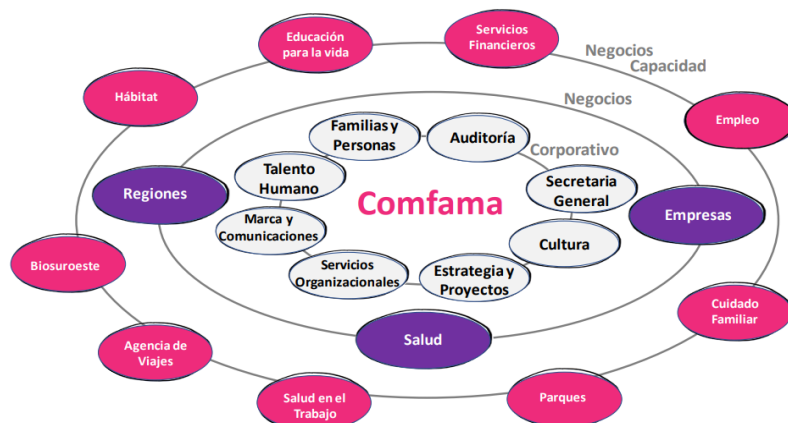 Educación
para la vida
Servicios
Financieros
Negocios
Capacidad
Hábitat
Negocios
Empleo
Familias y
Personas
Auditoría
Corporativo
Talento
Humano
Secretaria
General
Regiones
Comfama
Empresas
Marca y
Comunicaciones
Cultura
Biosuroeste
Servicios
Organizacionales
Estrategia y
Proyectos
Cuidado
Familiar
Agencia de
Viajes
Salud
Salud en el
Trabajo
Parques